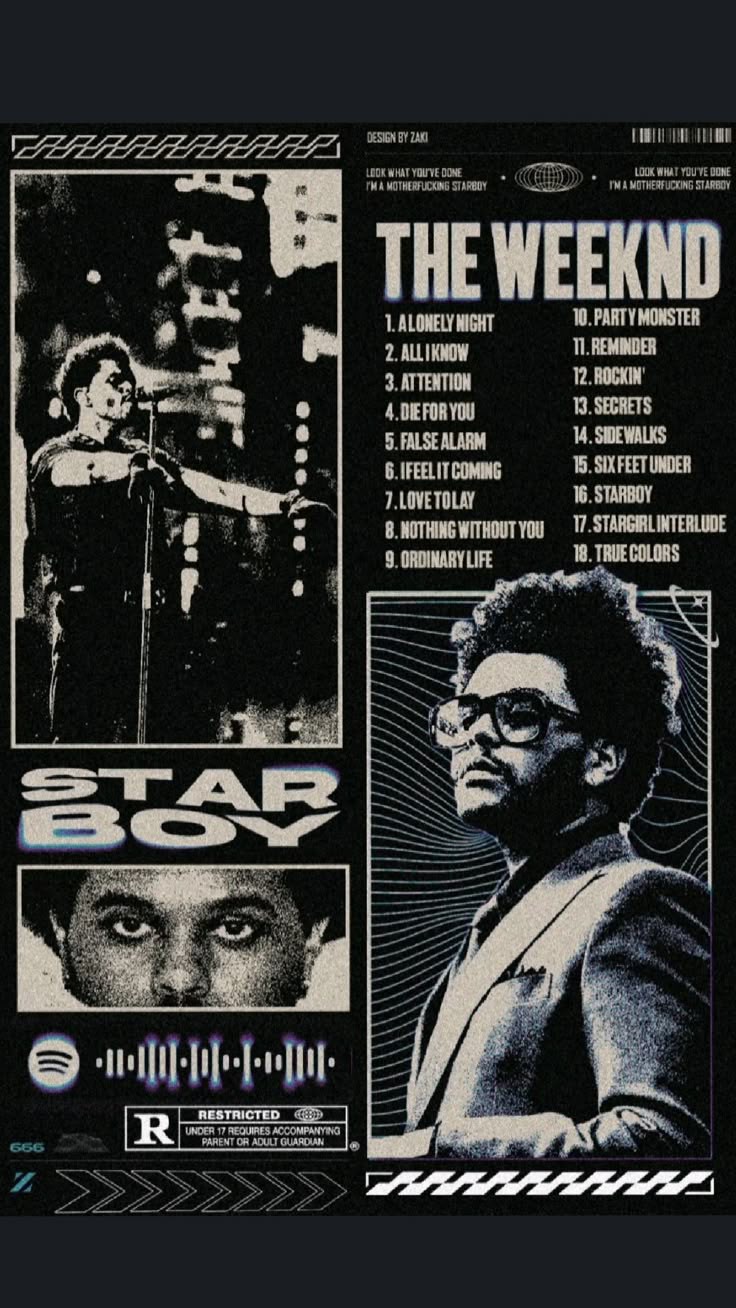 DESIGN BY ZAKI
LOOK WHAT YOU'VE DONE
I'M A MOTHERFUCKING STARBOY
LOOK WHAT YOU'VE DONE
I'M A MOTHERFUCKING STARBOY
THE WEEKND
1. A LONELY NIGHT
2. ALL I KNOW
3. ATTENTION
4. DIE FOR YOU
5. FALSE ALARM
6. I FEEL IT COMING
7. LOVE TO LAY
8. NOTHING WITHOUT YOU
9. ORDINARY LIFE
10. PARTY MONSTER
11. REMINDER
12. ROCKIN'
13. SECRETS
14. SIDEWALKS
15. SIX FEET UNDER
16. STARBOY
17. STARGIRL INTERLUDE
18. TRUE COLORS
STAR
BOY
R
RESTRICTED
UNDER 17 REQUIRES ACCOMPANYING
PARENT OR ADULT GUARDIAN
®
666
Z